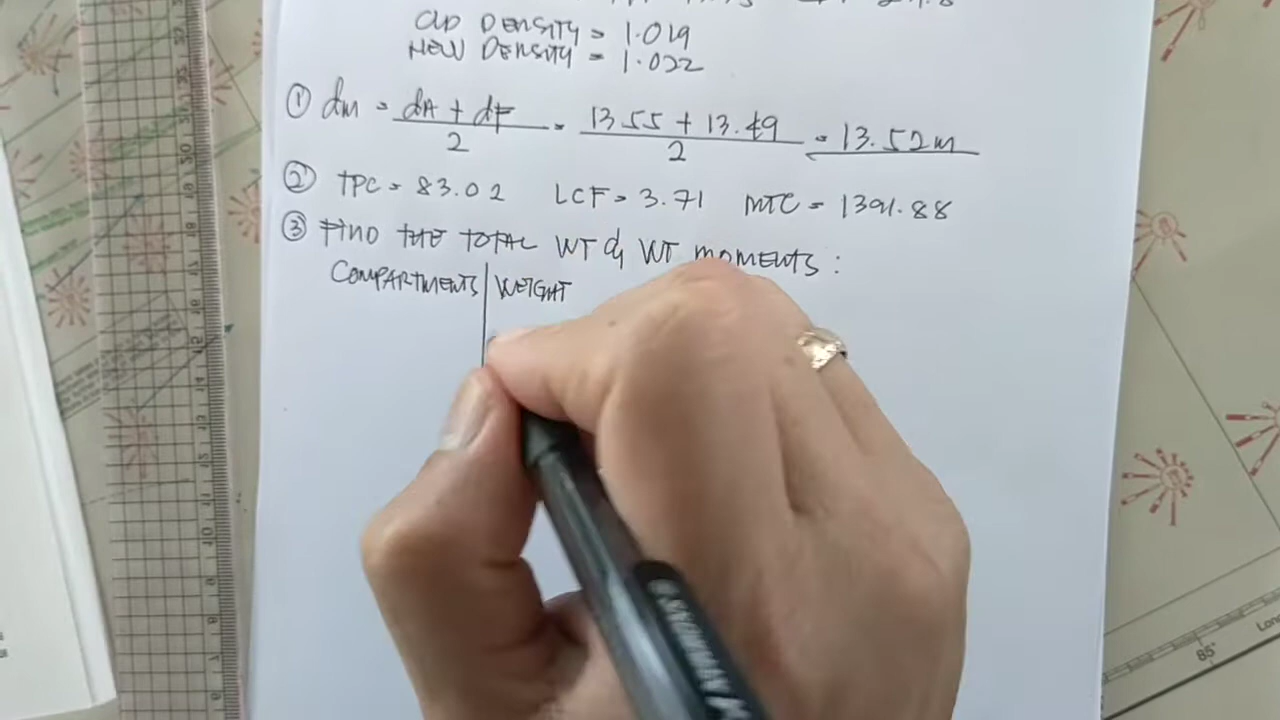 OLD DENSITY = 1.019
NEW DENSITY = 1.022
① dm = dA + dF / 2 = 13.55 + 13.49 / 2 = 13.52m
② TPC = 83.02 LCF = 3.71 MTC = 1391.88
③ FIND THE TOTAL WT & WT MOMENTS :
COMPARTMENTS WEIGHT
85°